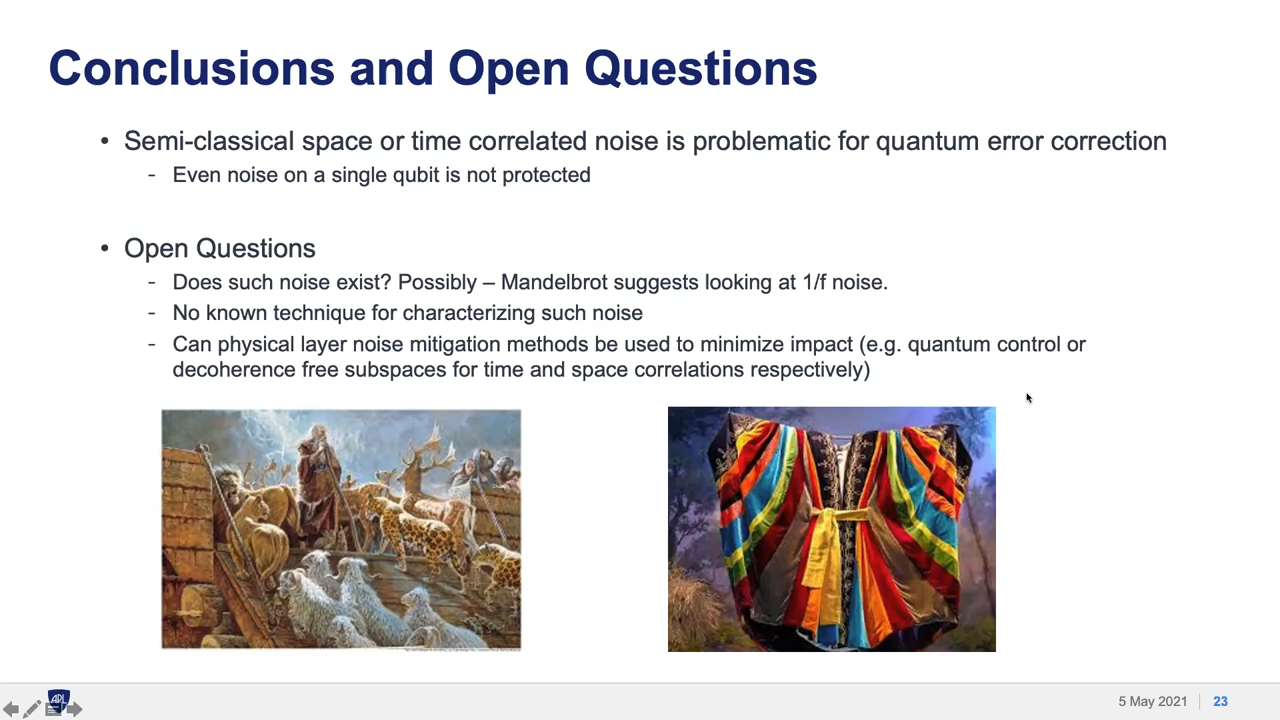 Conclusions and Open Questions
• Semi-classical space or time correlated noise is problematic for quantum error correction
- Even noise on a single qubit is not protected
• Open Questions
- Does such noise exist? Possibly – Mandelbrot suggests looking at 1/f noise.
- No known technique for characterizing such noise
- Can physical layer noise mitigation methods be used to minimize impact (e.g. quantum control or
decoherence free subspaces for time and space correlations respectively)
APL
5 May 2021
23